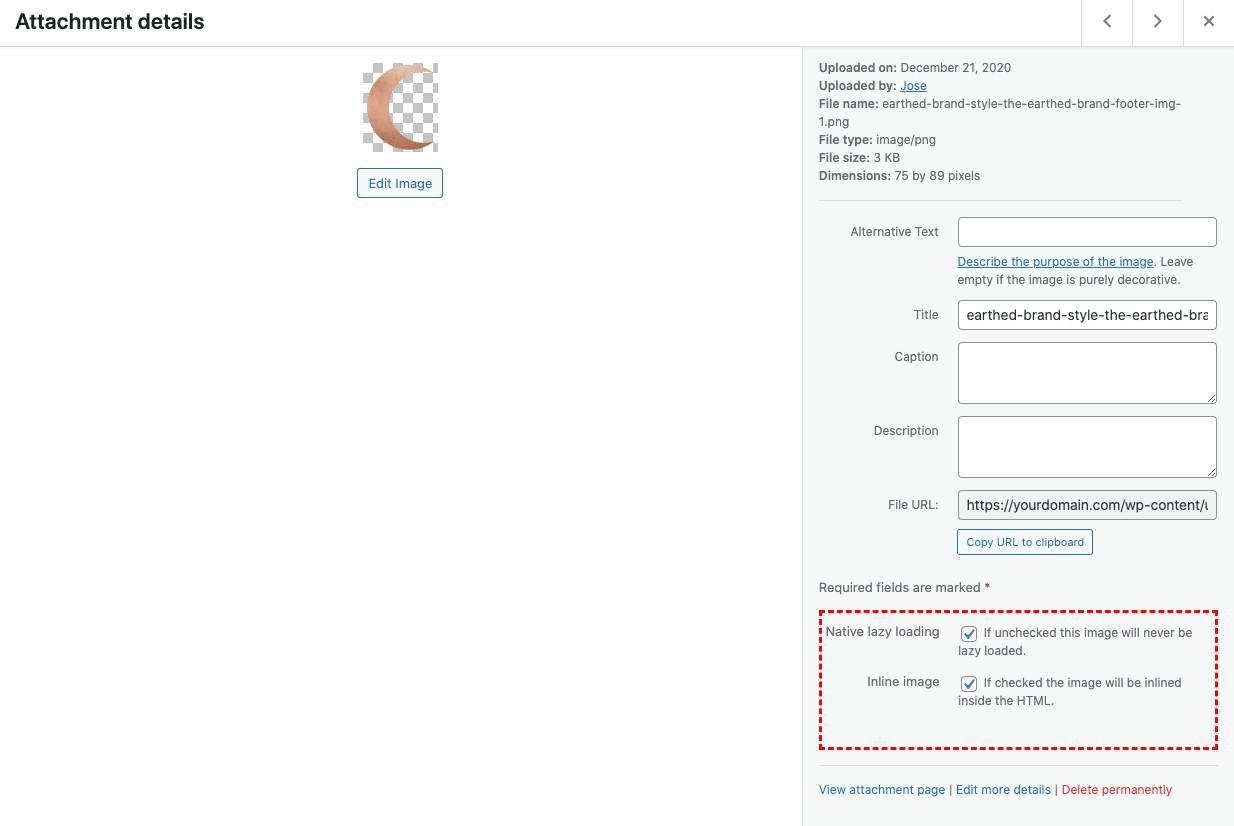 Attachment details
Edit Image
Uploaded on: December 21, 2020
Uploaded by: Jose
File name: earthed-brand-style-the-earthed-brand-footer-img-
1.png
File type: image/png
File size: 3 KB
Dimensions: 75 by 89 pixels
Alternative Text
Describe the purpose of the image. Leave
empty if the image is purely decorative.
Title earthed-brand-style-the-earthed-bra
Caption
Description
File URL: https://yourdomain.com/wp-content/u
Copy URL to clipboard
Required fields are marked *
Native lazy loading If unchecked this image will never be
lazy loaded.
Inline image If checked the image will be inlined
inside the HTML.
View attachment page | Edit more details | Delete permanently